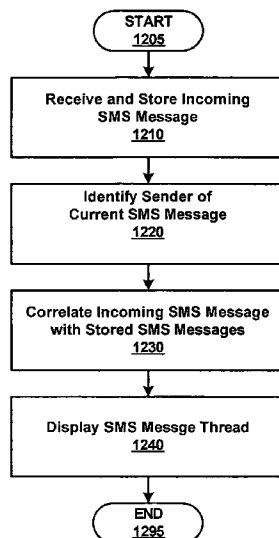 START
1205
Receive and Store Incoming
SMS Message
1210
Identify Sender of
Current SMS Message
1220
Correlate Incoming SMS Message
with Stored SMS Messages
1230
Display SMS Messge Thread
1240
END
1295